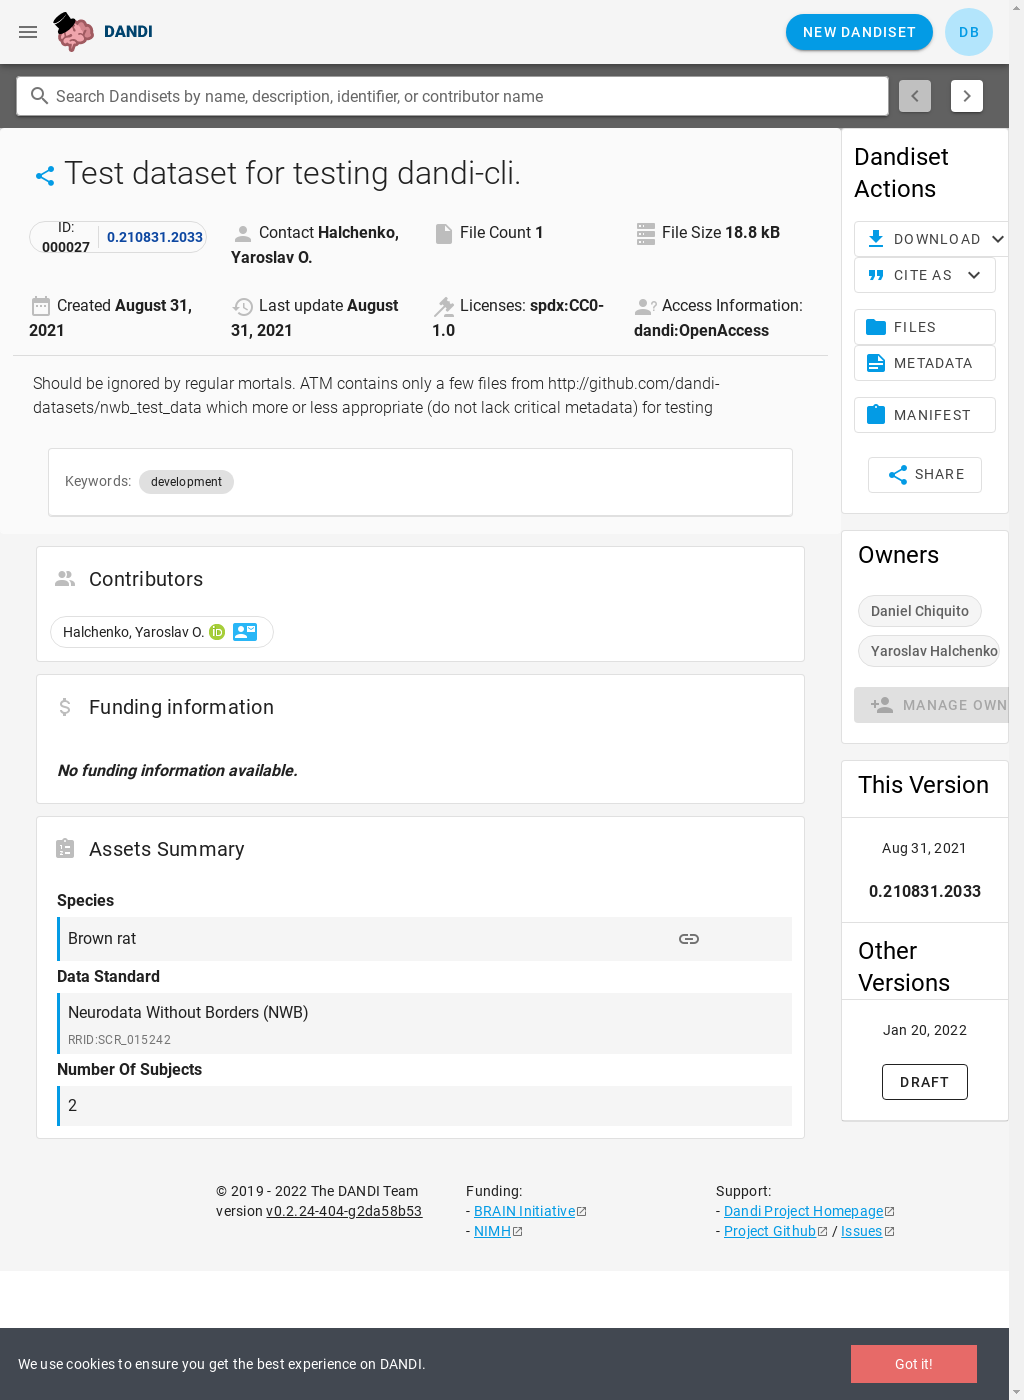 DANDI
NEW DANDISET
DB
Search Dandisets by name, description, identifier, or contributor name
Test dataset for testing dandi-cli.
ID: 000027
0.210831.2033
Contact Halchenko, Yaroslav O.
File Count 1
File Size 18.8 kB
Created August 31, 2021
Last update August 31, 2021
Licenses: spdx:CC0-1.0
Access Information: dandi:OpenAccess
Should be ignored by regular mortals. ATM contains only a few files from http://github.com/dandi-
datasets/nwb_test_data which more or less appropriate (do not lack critical metadata) for testing
Keywords:
development
Contributors
Halchenko, Yaroslav O.
iD
Funding information
No funding information available.
Assets Summary
Species
Brown rat
Data Standard
Neurodata Without Borders (NWB)
RRID:SCR_015242
Number Of Subjects
2
Dandiset
Actions
DOWNLOAD
CITE AS
FILES
METADATA
MANIFEST
SHARE
Owners
Daniel Chiquito
Yaroslav Halchenko
MANAGE OWN
This Version
Aug 31, 2021
0.210831.2033
Other
Versions
Jan 20, 2022
DRAFT
© 2019 - 2022 The DANDI Team
version v0.2.24-404-g2da58b53
Funding:
- BRAIN Initiative
- NIMH
Support:
- Dandi Project Homepage
- Project Github / Issues
We use cookies to ensure you get the best experience on DANDI.
Got it!